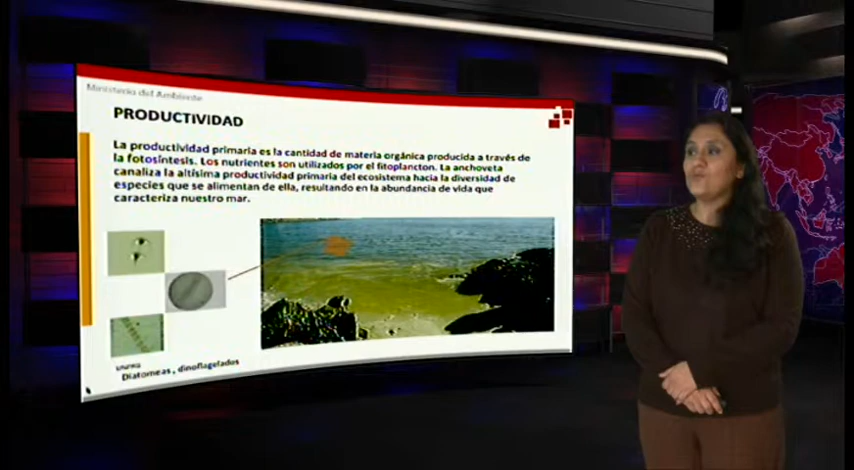 Ministerio del Ambiente
PRODUCTIVIDAD
La productividad primaria es la cantidad de materia orgánica producida a través de
la fotosíntesis. Los nutrientes son utilizados por el fitoplancton. La anchoveta
canaliza la altísima productividad primaria del ecosistema hacia la diversidad de
especies que se alimentan de ella, resultando en la abundancia de vida que
caracteriza nuestro mar.
Diatomeas , dinoflagelados